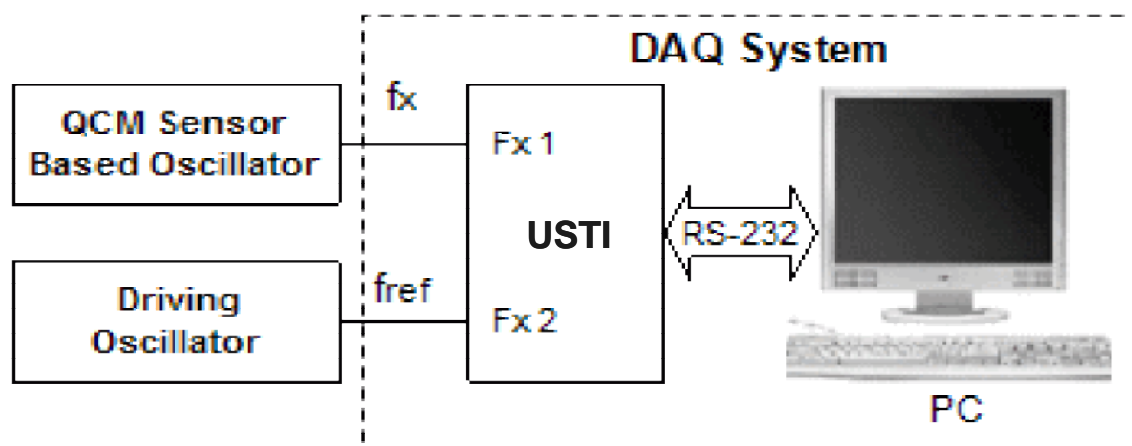 DAQ System
QCM Sensor
Based Oscillator
fx
Fx 1
USTI
RS-232
Driving
Oscillator
fref
Fx 2
PC